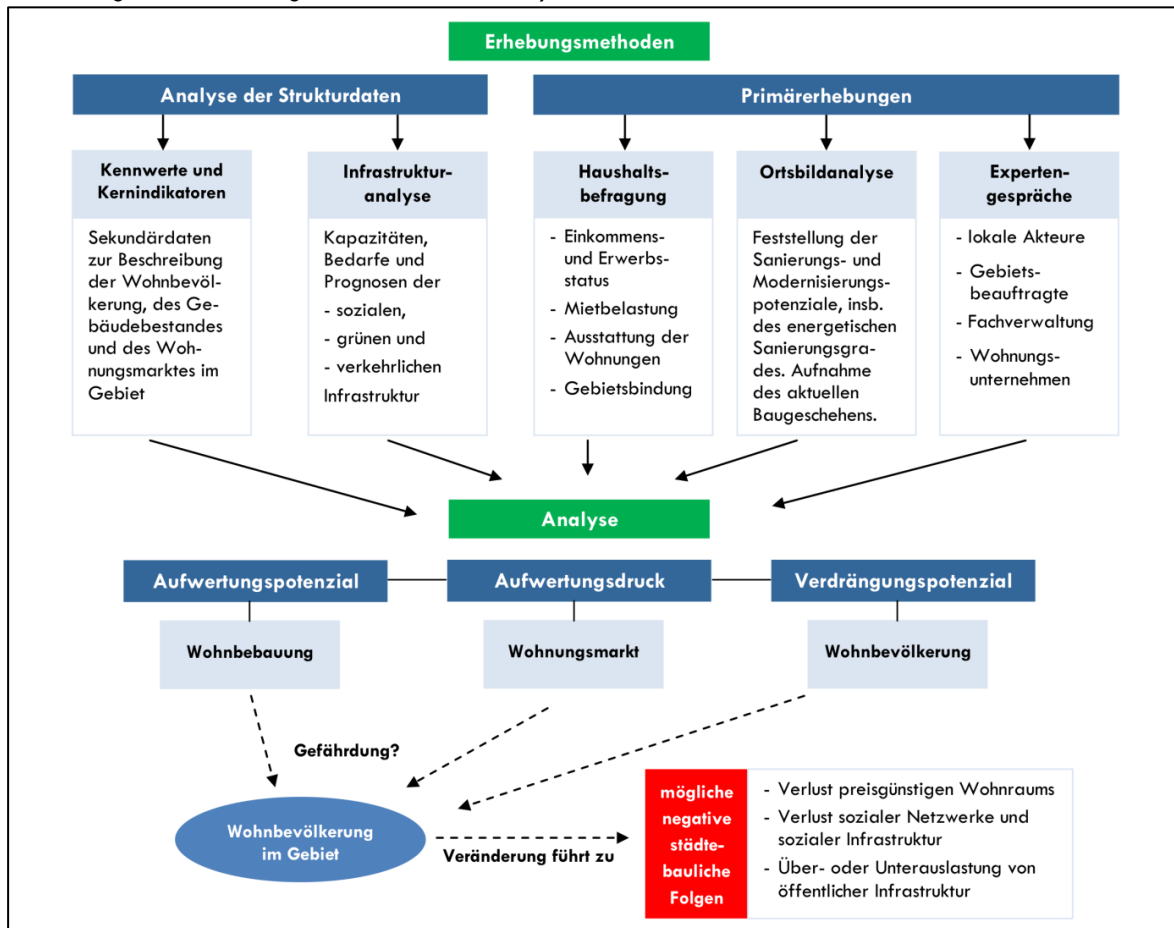 Erhebungsmethoden
Analyse der Strukturdaten
Primärerhebungen
Kennwerte und
Kernindikatoren
Sekundärdaten
zur Beschreibung
der Wohnbevöl-
kerung, des Ge-
bäudebestandes
und des Woh-
nungsmarktes im
Gebiet
Infrastruktur-
analyse
Kapazitäten,
Bedarfe und
Prognosen der
- sozialen,
- grünen und
- verkehrlichen
Infrastruktur
Haushalts-
befragung
- Einkommens-
und Erwerbs-
status
- Mietbelastung
- Ausstattung der
Wohnungen
- Gebietsbindung
Ortsbildanalyse
Feststellung der
Sanierungs- und
Modernisierungs-
potenziale, insb.
des energetischen
Sanierungsgra-
des. Aufnahme
des aktuellen
Baugeschehens.
Experten-
gespräche
- lokale Akteure
- Gebiets-
beauftragte
- Fachverwaltung
- Wohnungs-
unternehmen
Analyse
Aufwertungspotenzial
Aufwertungsdruck
Verdrängungspotenzial
Wohnbebauung
Wohnungsmarkt
Wohnbevölkerung
Gefährdung?
Wohnbevölkerung
im Gebiet
Veränderung führt zu
mögliche
negative
städte-
bauliche
Folgen
- Verlust preisgünstigen Wohnraums
- Verlust sozialer Netzwerke und
sozialer Infrastruktur
- Über- oder Unterauslastung von
öffentlicher Infrastruktur